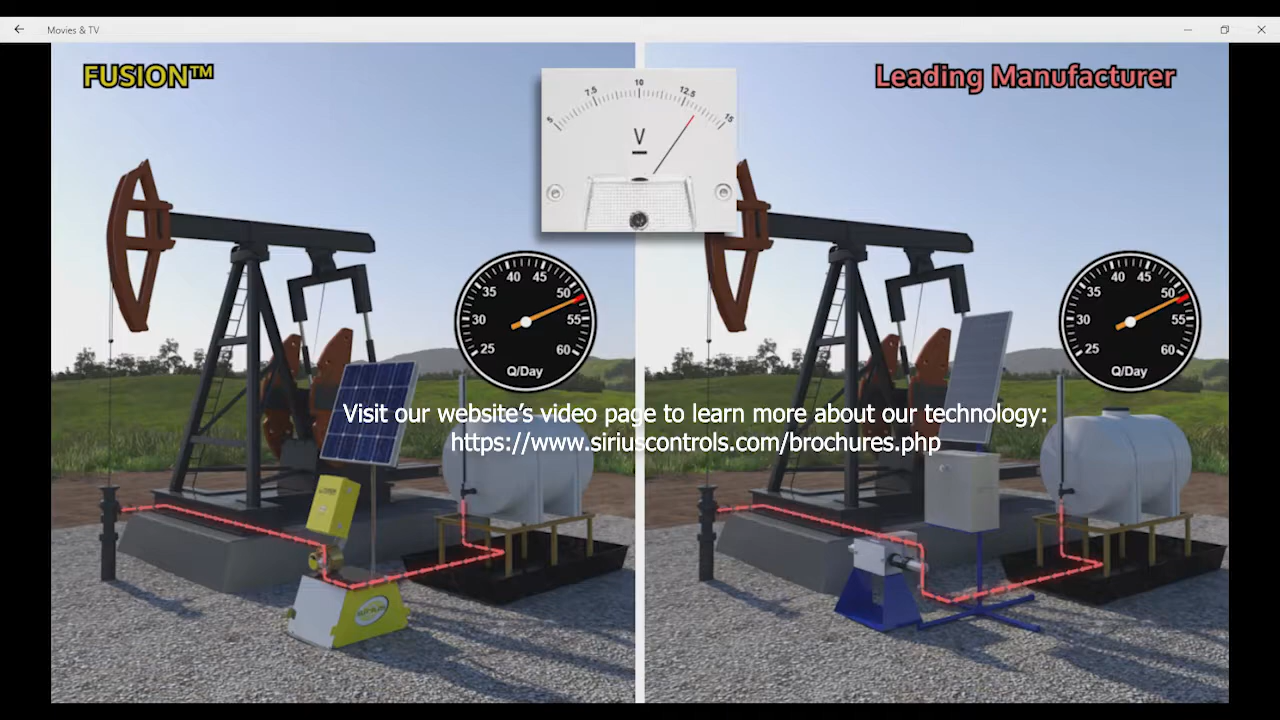 Movies & TV
FUSION™
Leading Manufacturer
5 7.5 10 12.5 15
V
25 30 35 40 45 50 55 60
Q/Day
25 30 35 40 45 50 55 60
Q/Day
Visit our website’s video page to learn more about our technology:
https://www.siriuscontrols.com/brochures.php